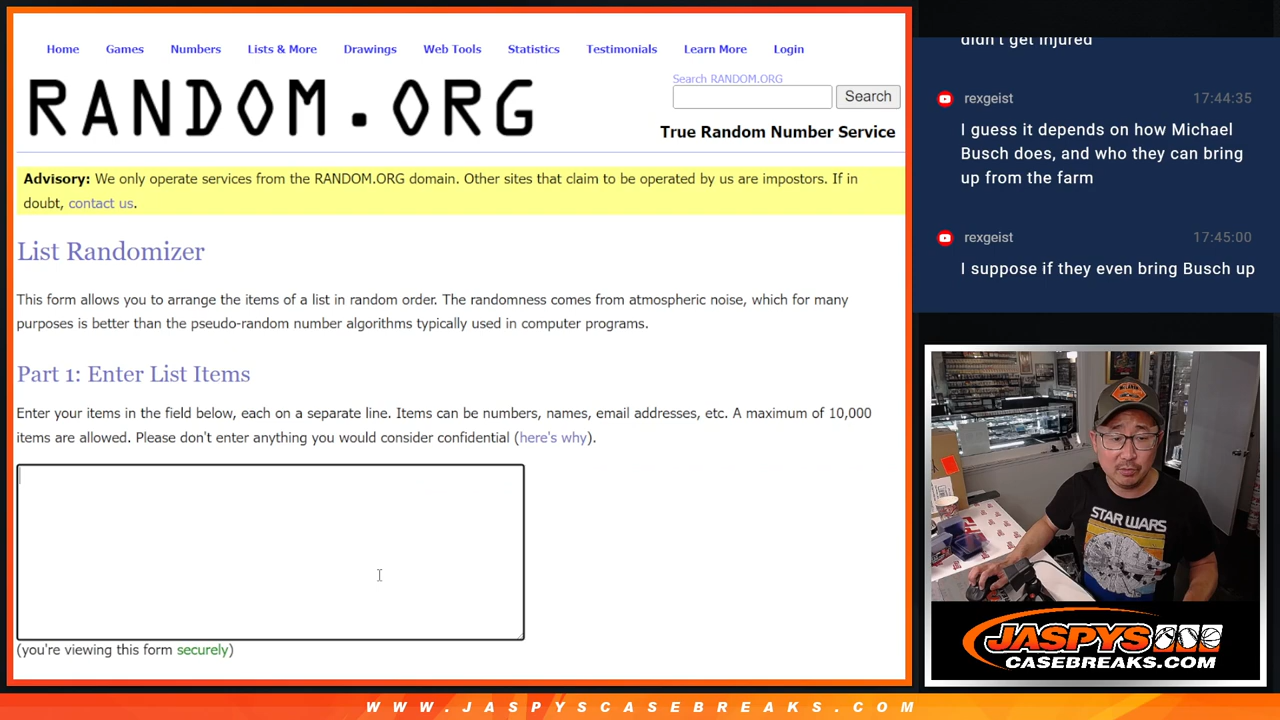 Home Games Numbers Lists & More Drawings Web Tools Statistics Testimonials Learn More Login
RANDOM.ORG
Search RANDOM.ORG
Search
True Random Number Service
Advisory: We only operate services from the RANDOM.ORG domain. Other sites that claim to be operated by us are impostors. If in
doubt, contact us.
List Randomizer
This form allows you to arrange the items of a list in random order. The randomness comes from atmospheric noise, which for many
purposes is better than the pseudo-random number algorithms typically used in computer programs.
Part 1: Enter List Items
Enter your items in the field below, each on a separate line. Items can be numbers, names, email addresses, etc. A maximum of 10,000
items are allowed. Please don't enter anything you would consider confidential (here's why).
(you're viewing this form securely)
didn't get injured
rexgeist 17:44:35
I guess it depends on how Michael
Busch does, and who they can bring
up from the farm
rexgeist 17:45:00
I suppose if they even bring Busch up
STAR WARS
JASPYS
CASEBREAKS.COM
WWW.JASPYSCASEBREAKS.COM